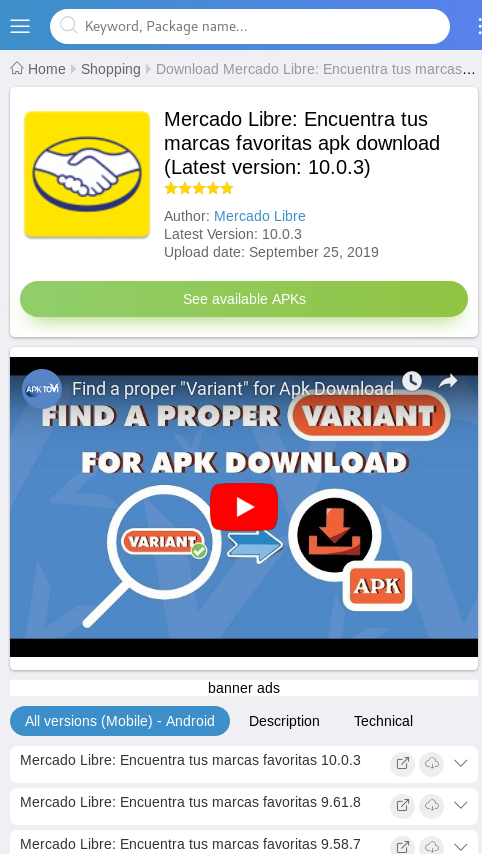 Keyword, Package name...
Home Shopping Download Mercado Libre: Encuentra tus marcas...
Mercado Libre: Encuentra tus
marcas favoritas apk download
(Latest version: 10.0.3)
Author: Mercado Libre
Latest Version: 10.0.3
Upload date: September 25, 2019
See available APKs
Find a proper "Variant" for Apk Download
FIND A PROPER VARIANT
FOR APK DOWNLOAD
VARIANT
APK
banner ads
All versions (Mobile) - Android Description Technical
Mercado Libre: Encuentra tus marcas favoritas 10.0.3
Mercado Libre: Encuentra tus marcas favoritas 9.61.8
Mercado Libre: Encuentra tus marcas favoritas 9.58.7